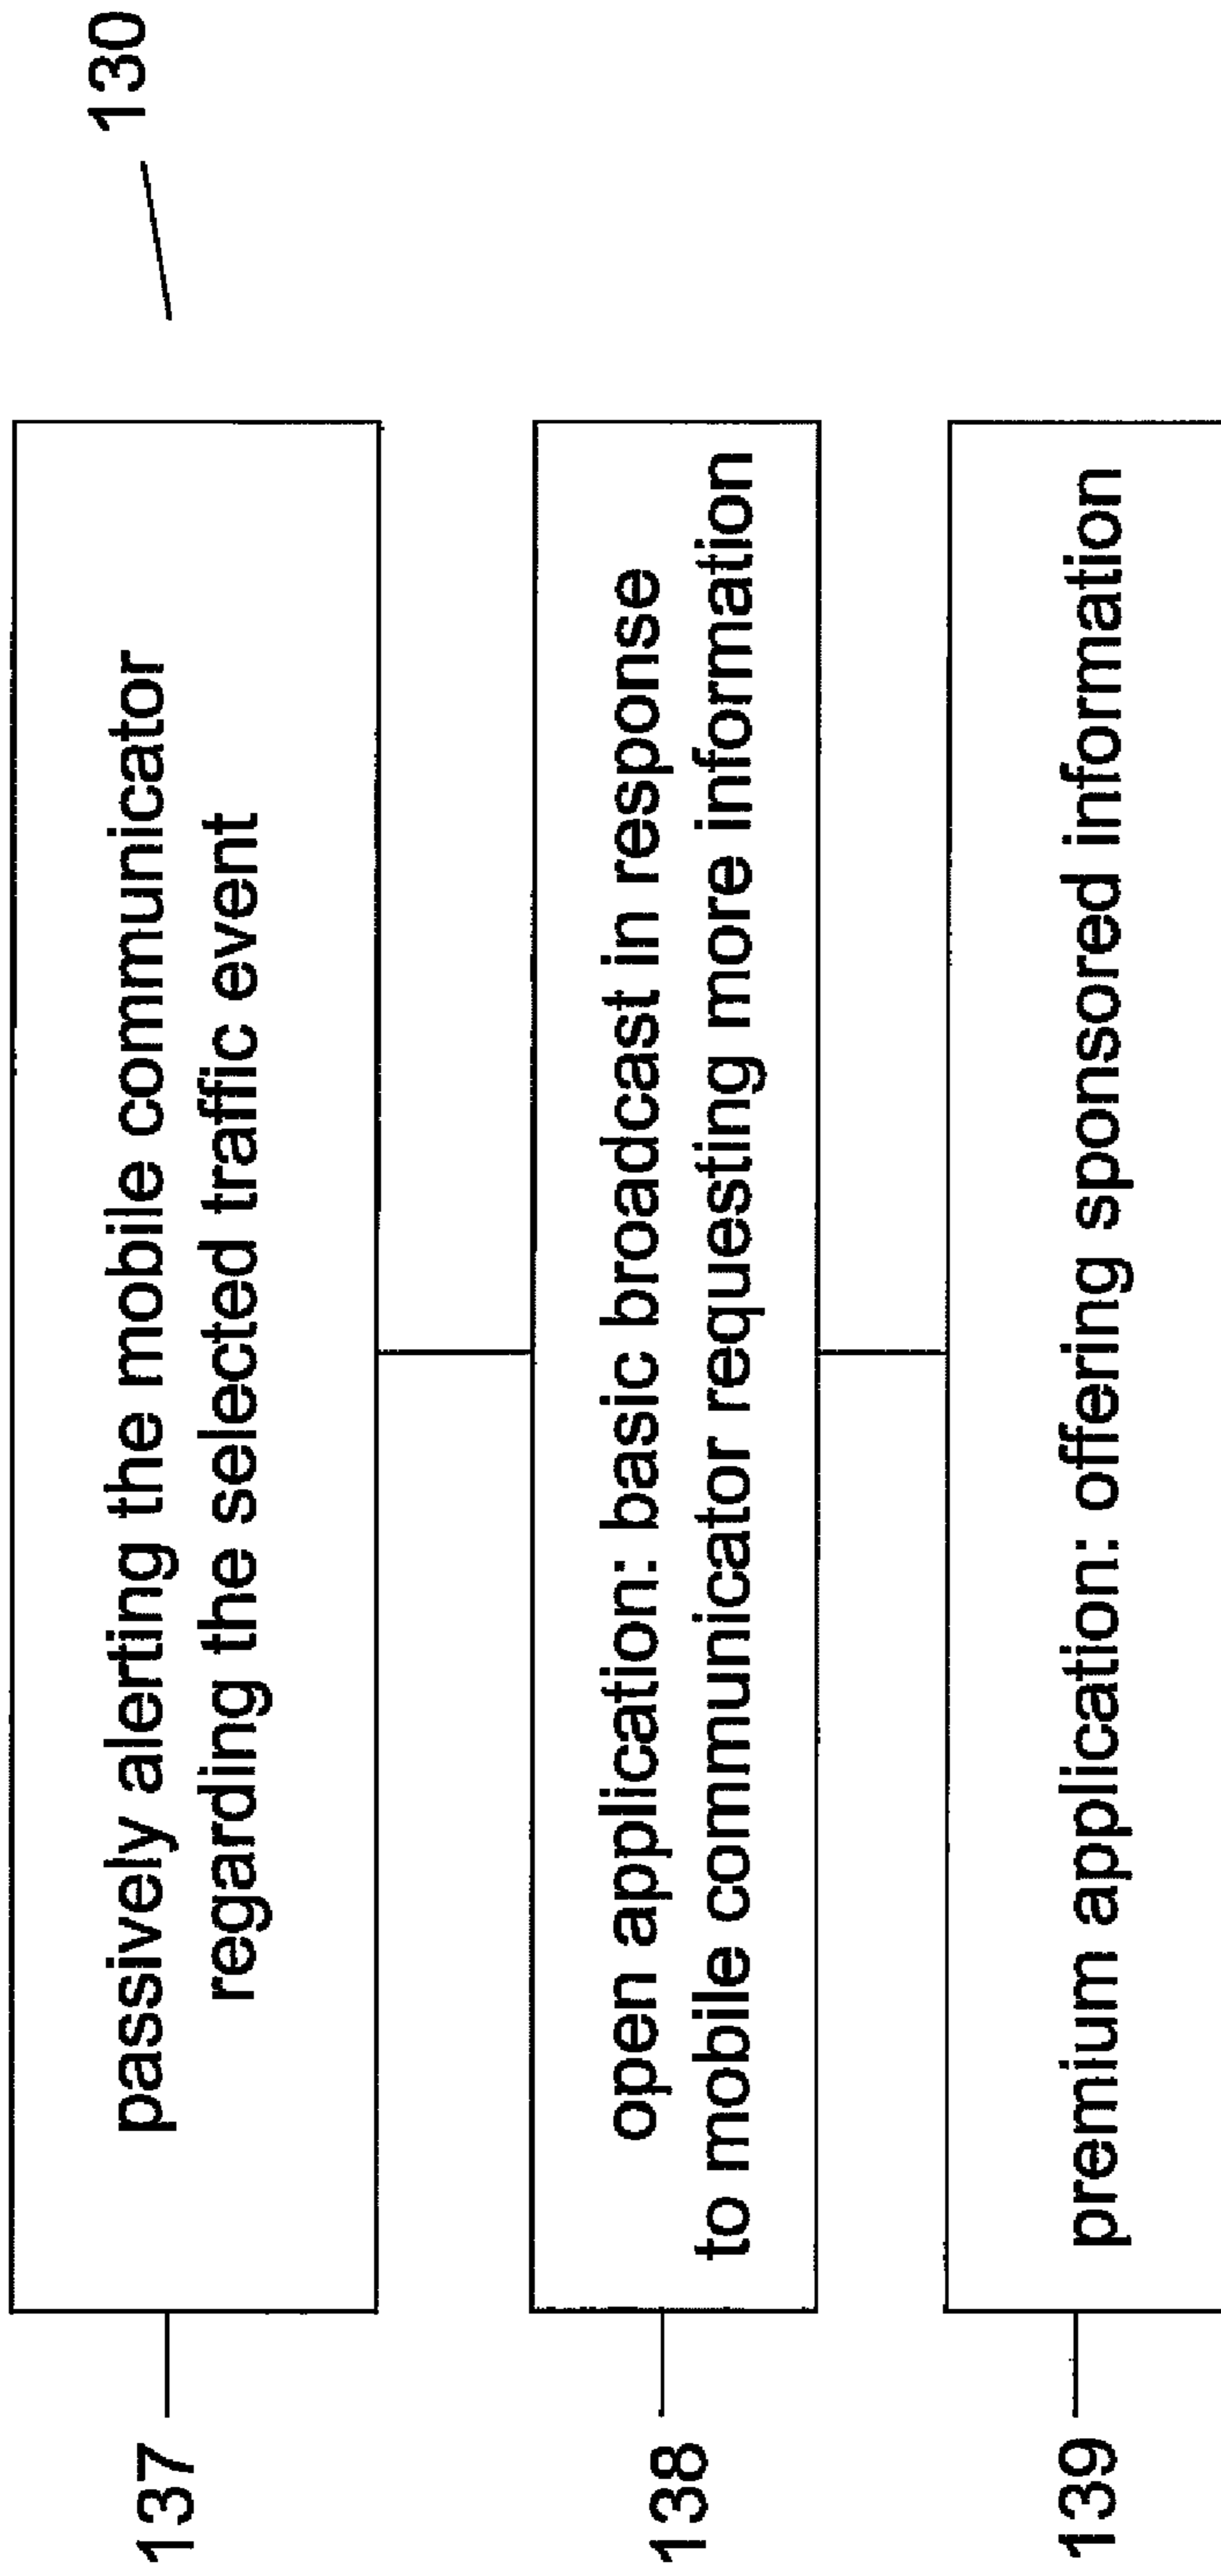 130
137
passively alerting the mobile communicator
regarding the selected traffic event
138
open application: basic broadcast in response
to mobile communicator requesting more information
139
premium application: offering sponsored information